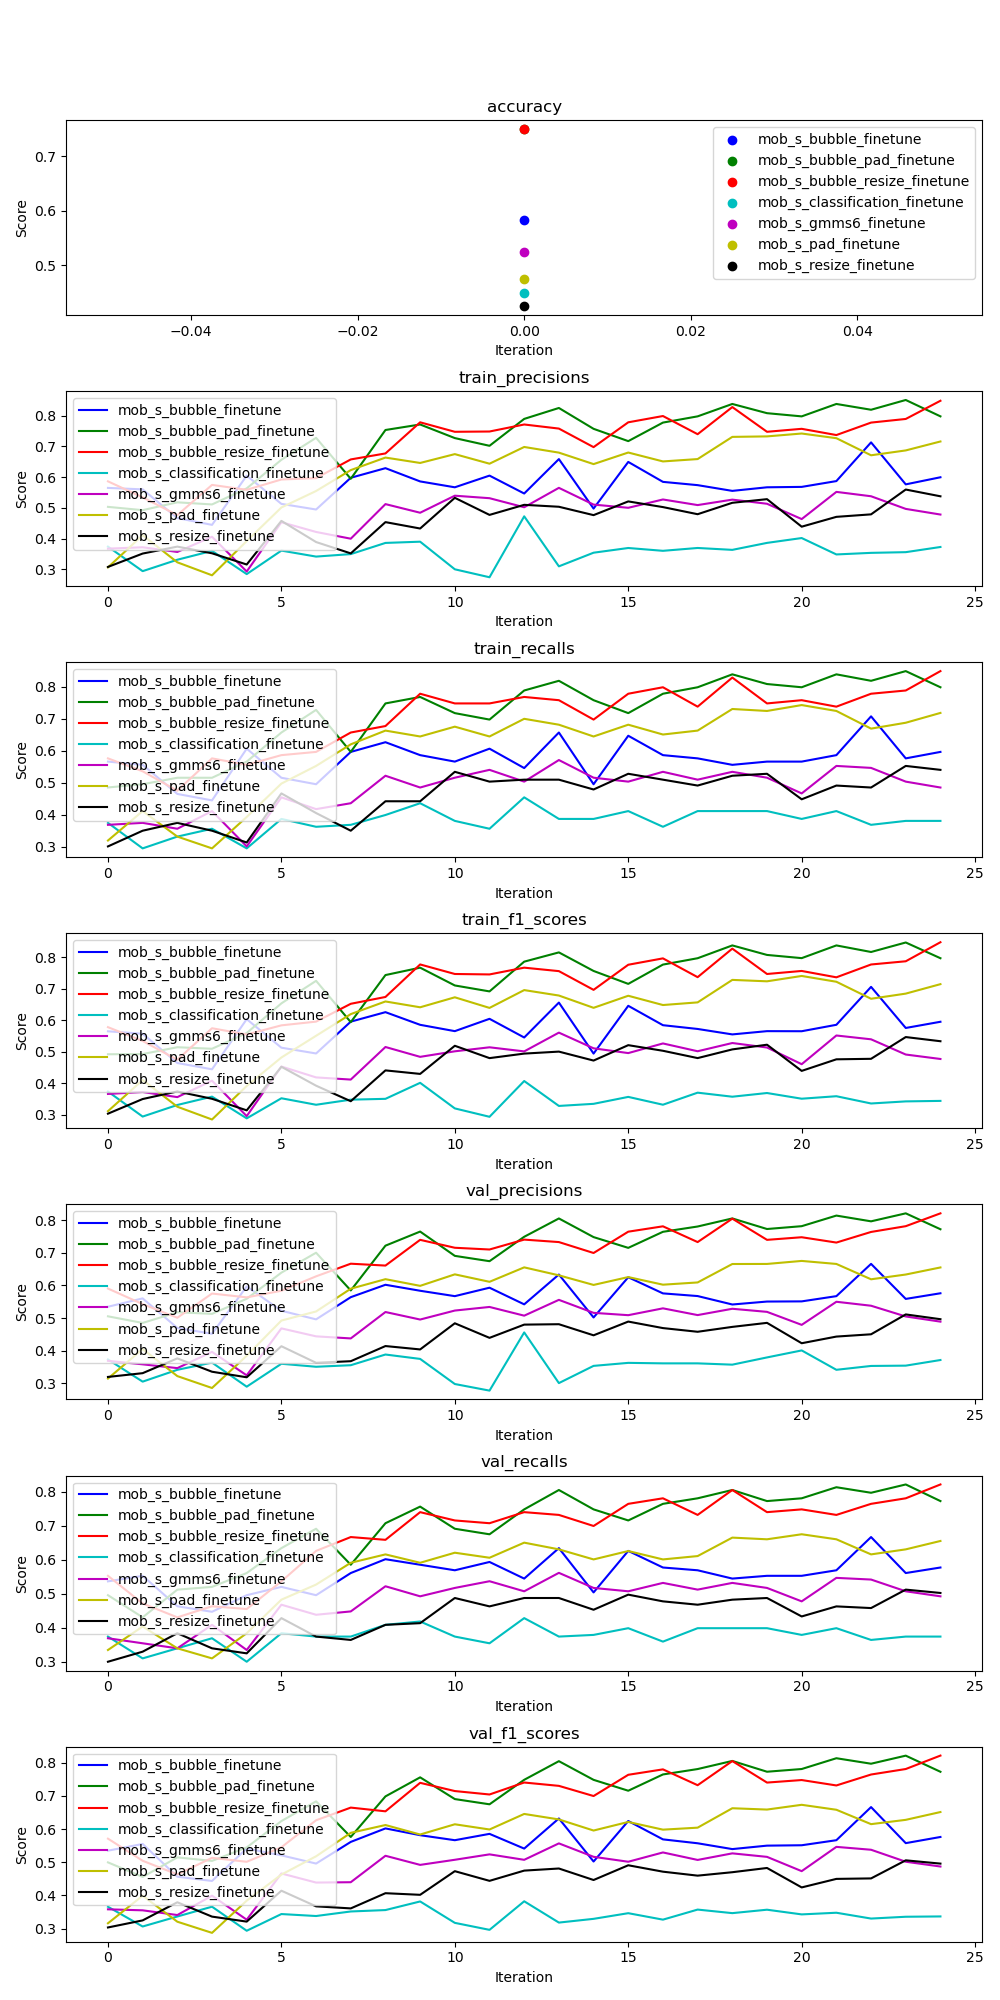 accuracy
Score
0.7
0.6
0.5
mob_s_bubble_finetune
mob_s_bubble_pad_finetune
mob_s_bubble_resize_finetune
mob_s_classification_finetune
mob_s_gmms6_finetune
mob_s_pad_finetune
mob_s_resize_finetune
−0.04 −0.02 0.00 0.02 0.04
Iteration
train_precisions
Score
0.8
0.7
0.6
0.5
0.4
0.3
mob_s_bubble_finetune
mob_s_bubble_pad_finetune
mob_s_bubble_resize_finetune
mob_s_classification_finetune
mob_s_gmms6_finetune
mob_s_pad_finetune
mob_s_resize_finetune
0 5 10 15 20 25
Iteration
train_recalls
Score
0.8
0.7
0.6
0.5
0.4
0.3
mob_s_bubble_finetune
mob_s_bubble_pad_finetune
mob_s_bubble_resize_finetune
mob_s_classification_finetune
mob_s_gmms6_finetune
mob_s_pad_finetune
mob_s_resize_finetune
0 5 10 15 20 25
Iteration
train_f1_scores
Score
0.8
0.7
0.6
0.5
0.4
0.3
mob_s_bubble_finetune
mob_s_bubble_pad_finetune
mob_s_bubble_resize_finetune
mob_s_classification_finetune
mob_s_gmms6_finetune
mob_s_pad_finetune
mob_s_resize_finetune
0 5 10 15 20 25
Iteration
val_precisions
Score
0.8
0.7
0.6
0.5
0.4
0.3
mob_s_bubble_finetune
mob_s_bubble_pad_finetune
mob_s_bubble_resize_finetune
mob_s_classification_finetune
mob_s_gmms6_finetune
mob_s_pad_finetune
mob_s_resize_finetune
0 5 10 15 20 25
Iteration
val_recalls
Score
0.8
0.7
0.6
0.5
0.4
0.3
mob_s_bubble_finetune
mob_s_bubble_pad_finetune
mob_s_bubble_resize_finetune
mob_s_classification_finetune
mob_s_gmms6_finetune
mob_s_pad_finetune
mob_s_resize_finetune
0 5 10 15 20 25
Iteration
val_f1_scores
Score
0.8
0.7
0.6
0.5
0.4
0.3
mob_s_bubble_finetune
mob_s_bubble_pad_finetune
mob_s_bubble_resize_finetune
mob_s_classification_finetune
mob_s_gmms6_finetune
mob_s_pad_finetune
mob_s_resize_finetune
0 5 10 15 20 25
Iteration